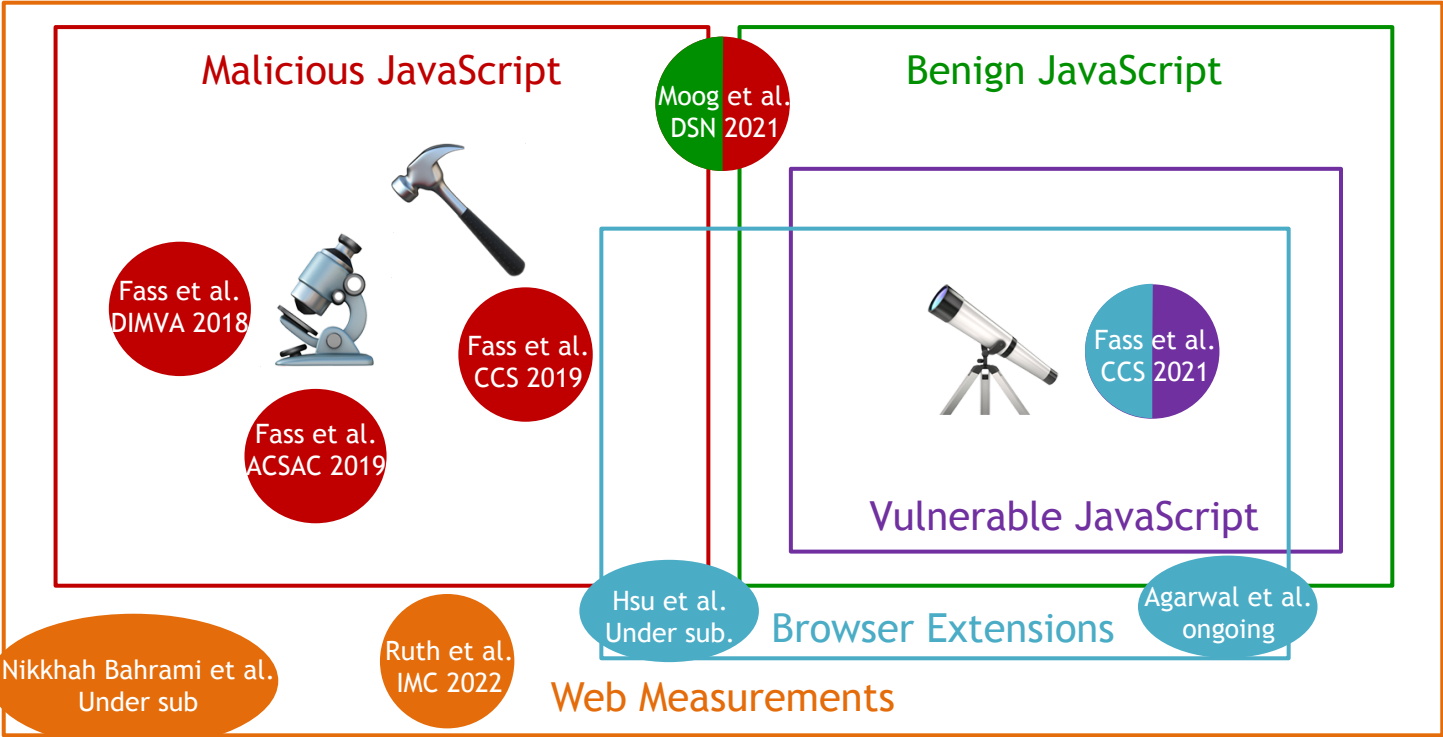 Malicious JavaScript
Moog et al.
DSN 2021
Benign JavaScript
Fass et al.
DIMVA 2018
Fass et al.
CCS 2019
Fass et al.
ACSAC 2019
Fass et al.
CCS 2021
Vulnerable JavaScript
Hsu et al.
Under sub.
Browser Extensions
Agarwal et al.
ongoing
Nikkhah Bahrami et al.
Under sub
Ruth et al.
IMC 2022
Web Measurements